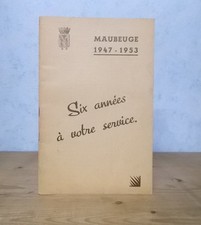 MAUBEUGE
1947 - 1953
Six années
à votre service.